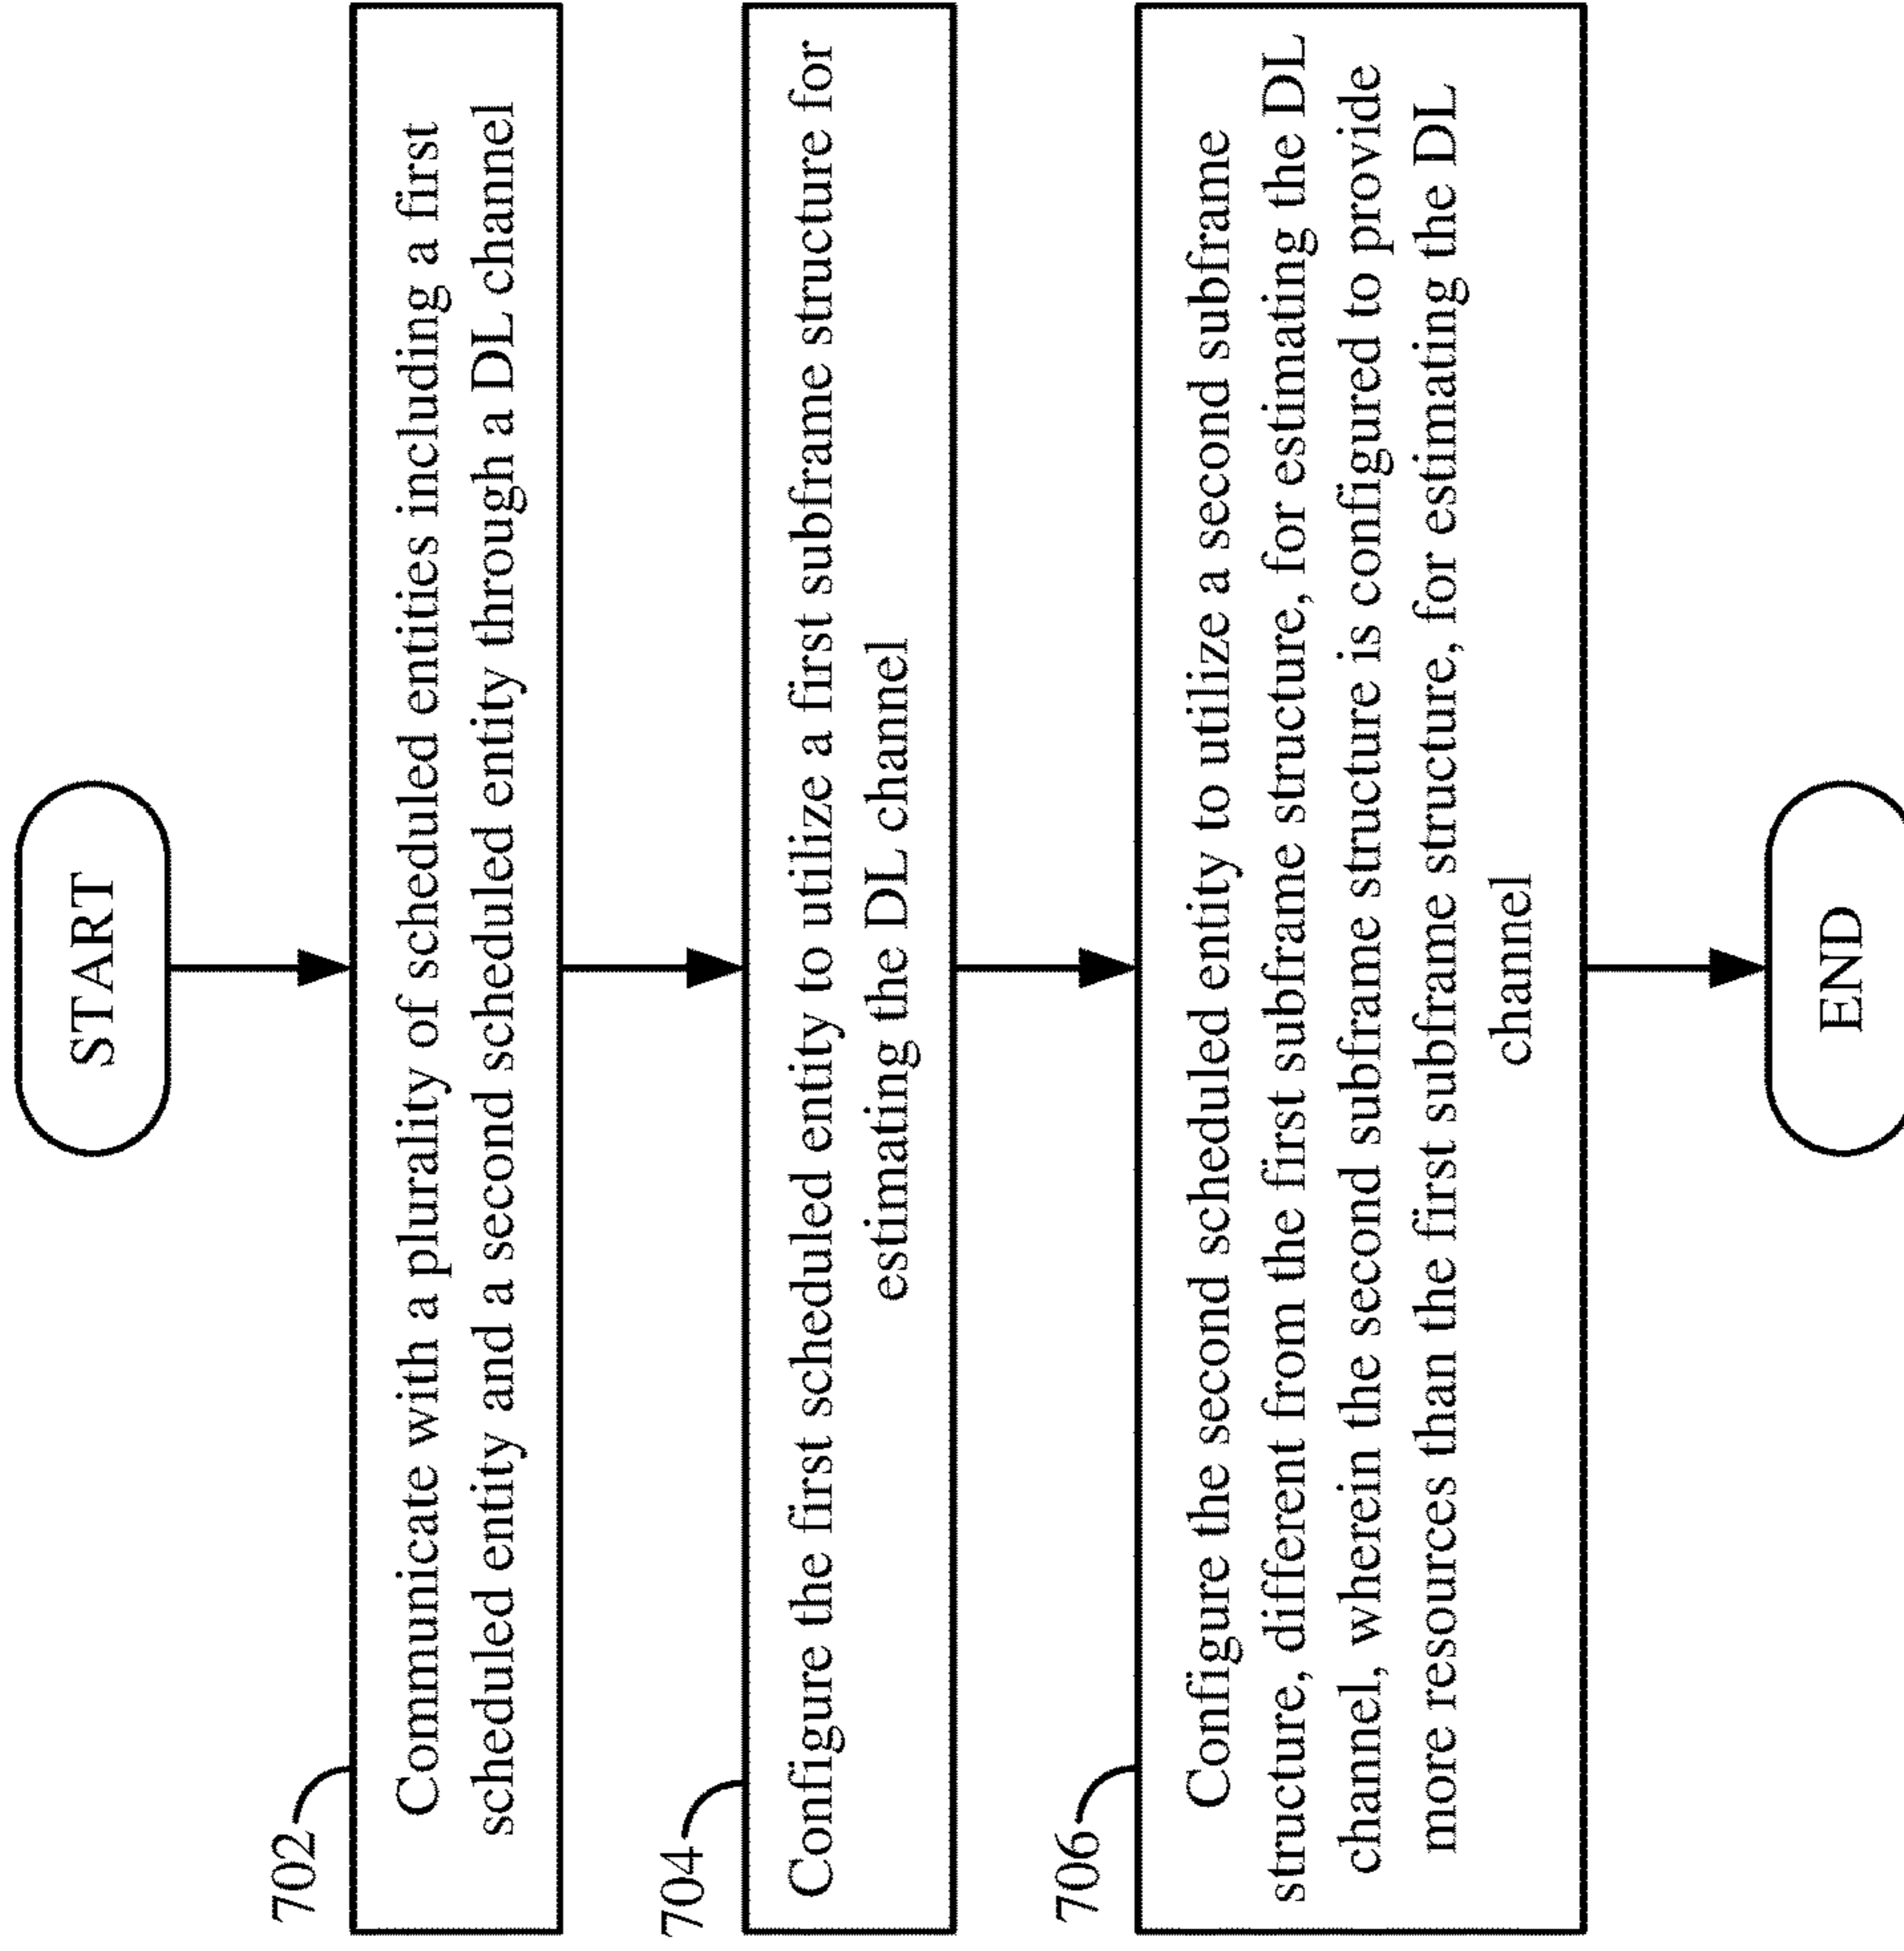 START
702
Communicate with a plurality of scheduled entities including a first
scheduled entity and a second scheduled entity through a DL channel
704
Configure the first scheduled entity to utilize a first subframe structure for
estimating the DL channel
706
Configure the second scheduled entity to utilize a second subframe
structure, different from the first subframe structure, for estimating the DL
channel, wherein the second subframe structure is configured to provide
more resources than the first subframe structure, for estimating the DL
channel
END